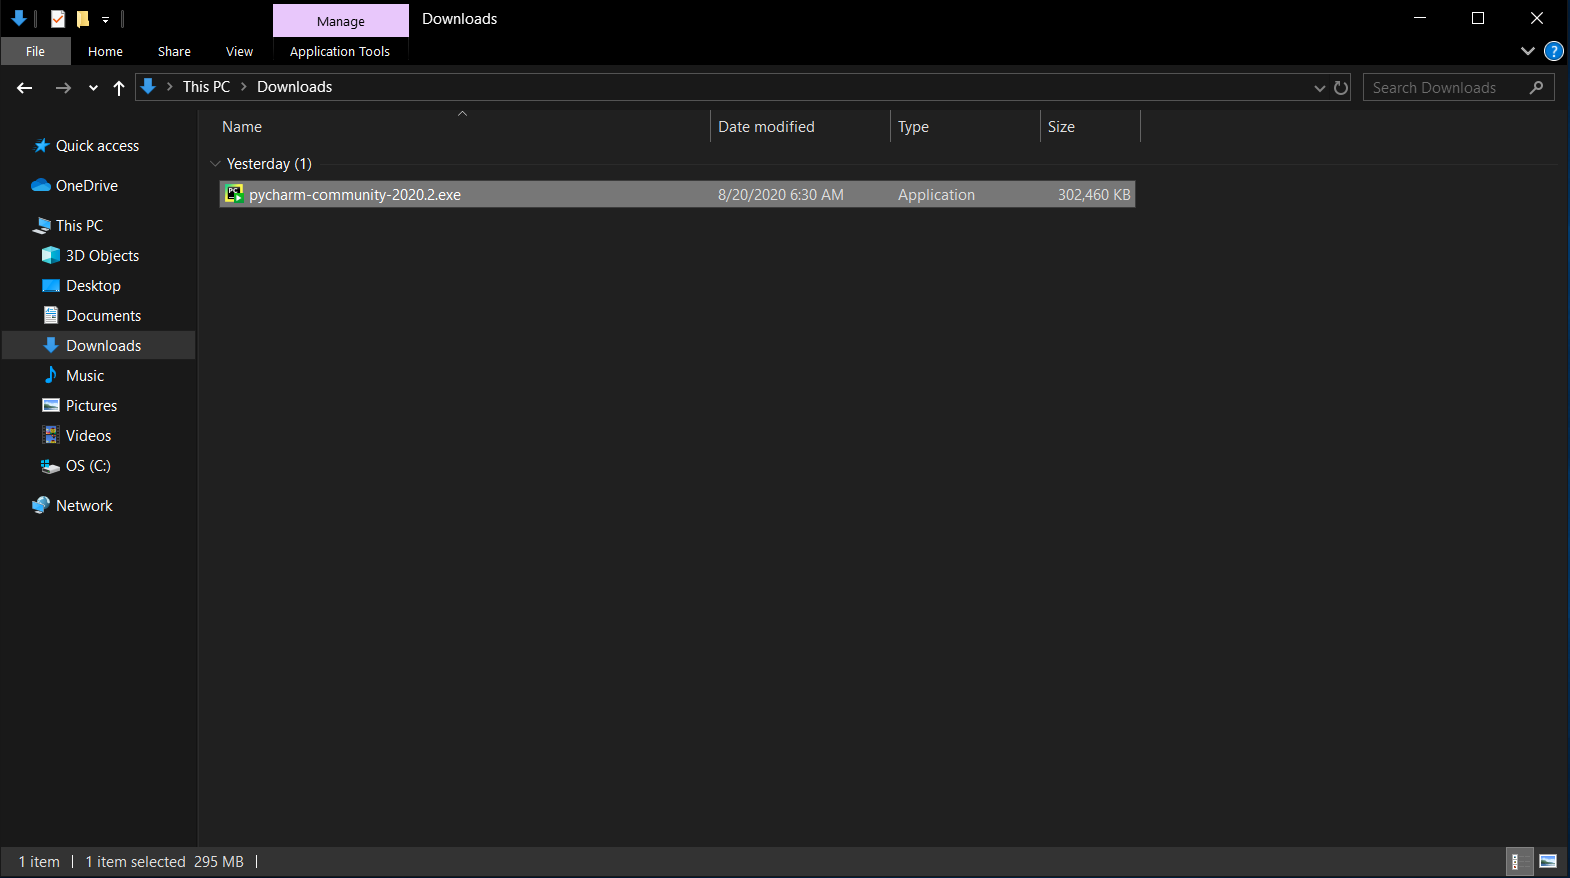 Manage
Downloads
File
Home
Share
View
Application Tools
?
This PC
Downloads
Search Downloads
Name
Date modified
Type
Size
Quick access
OneDrive
This PC
3D Objects
Desktop
Documents
Downloads
Music
Pictures
Videos
OS (C:)
Network
Yesterday (1)
PC
pycharm-community-2020.2.exe
8/20/2020 6:30 AM
Application
302,460 KB
1 item
1 item selected 295 MB